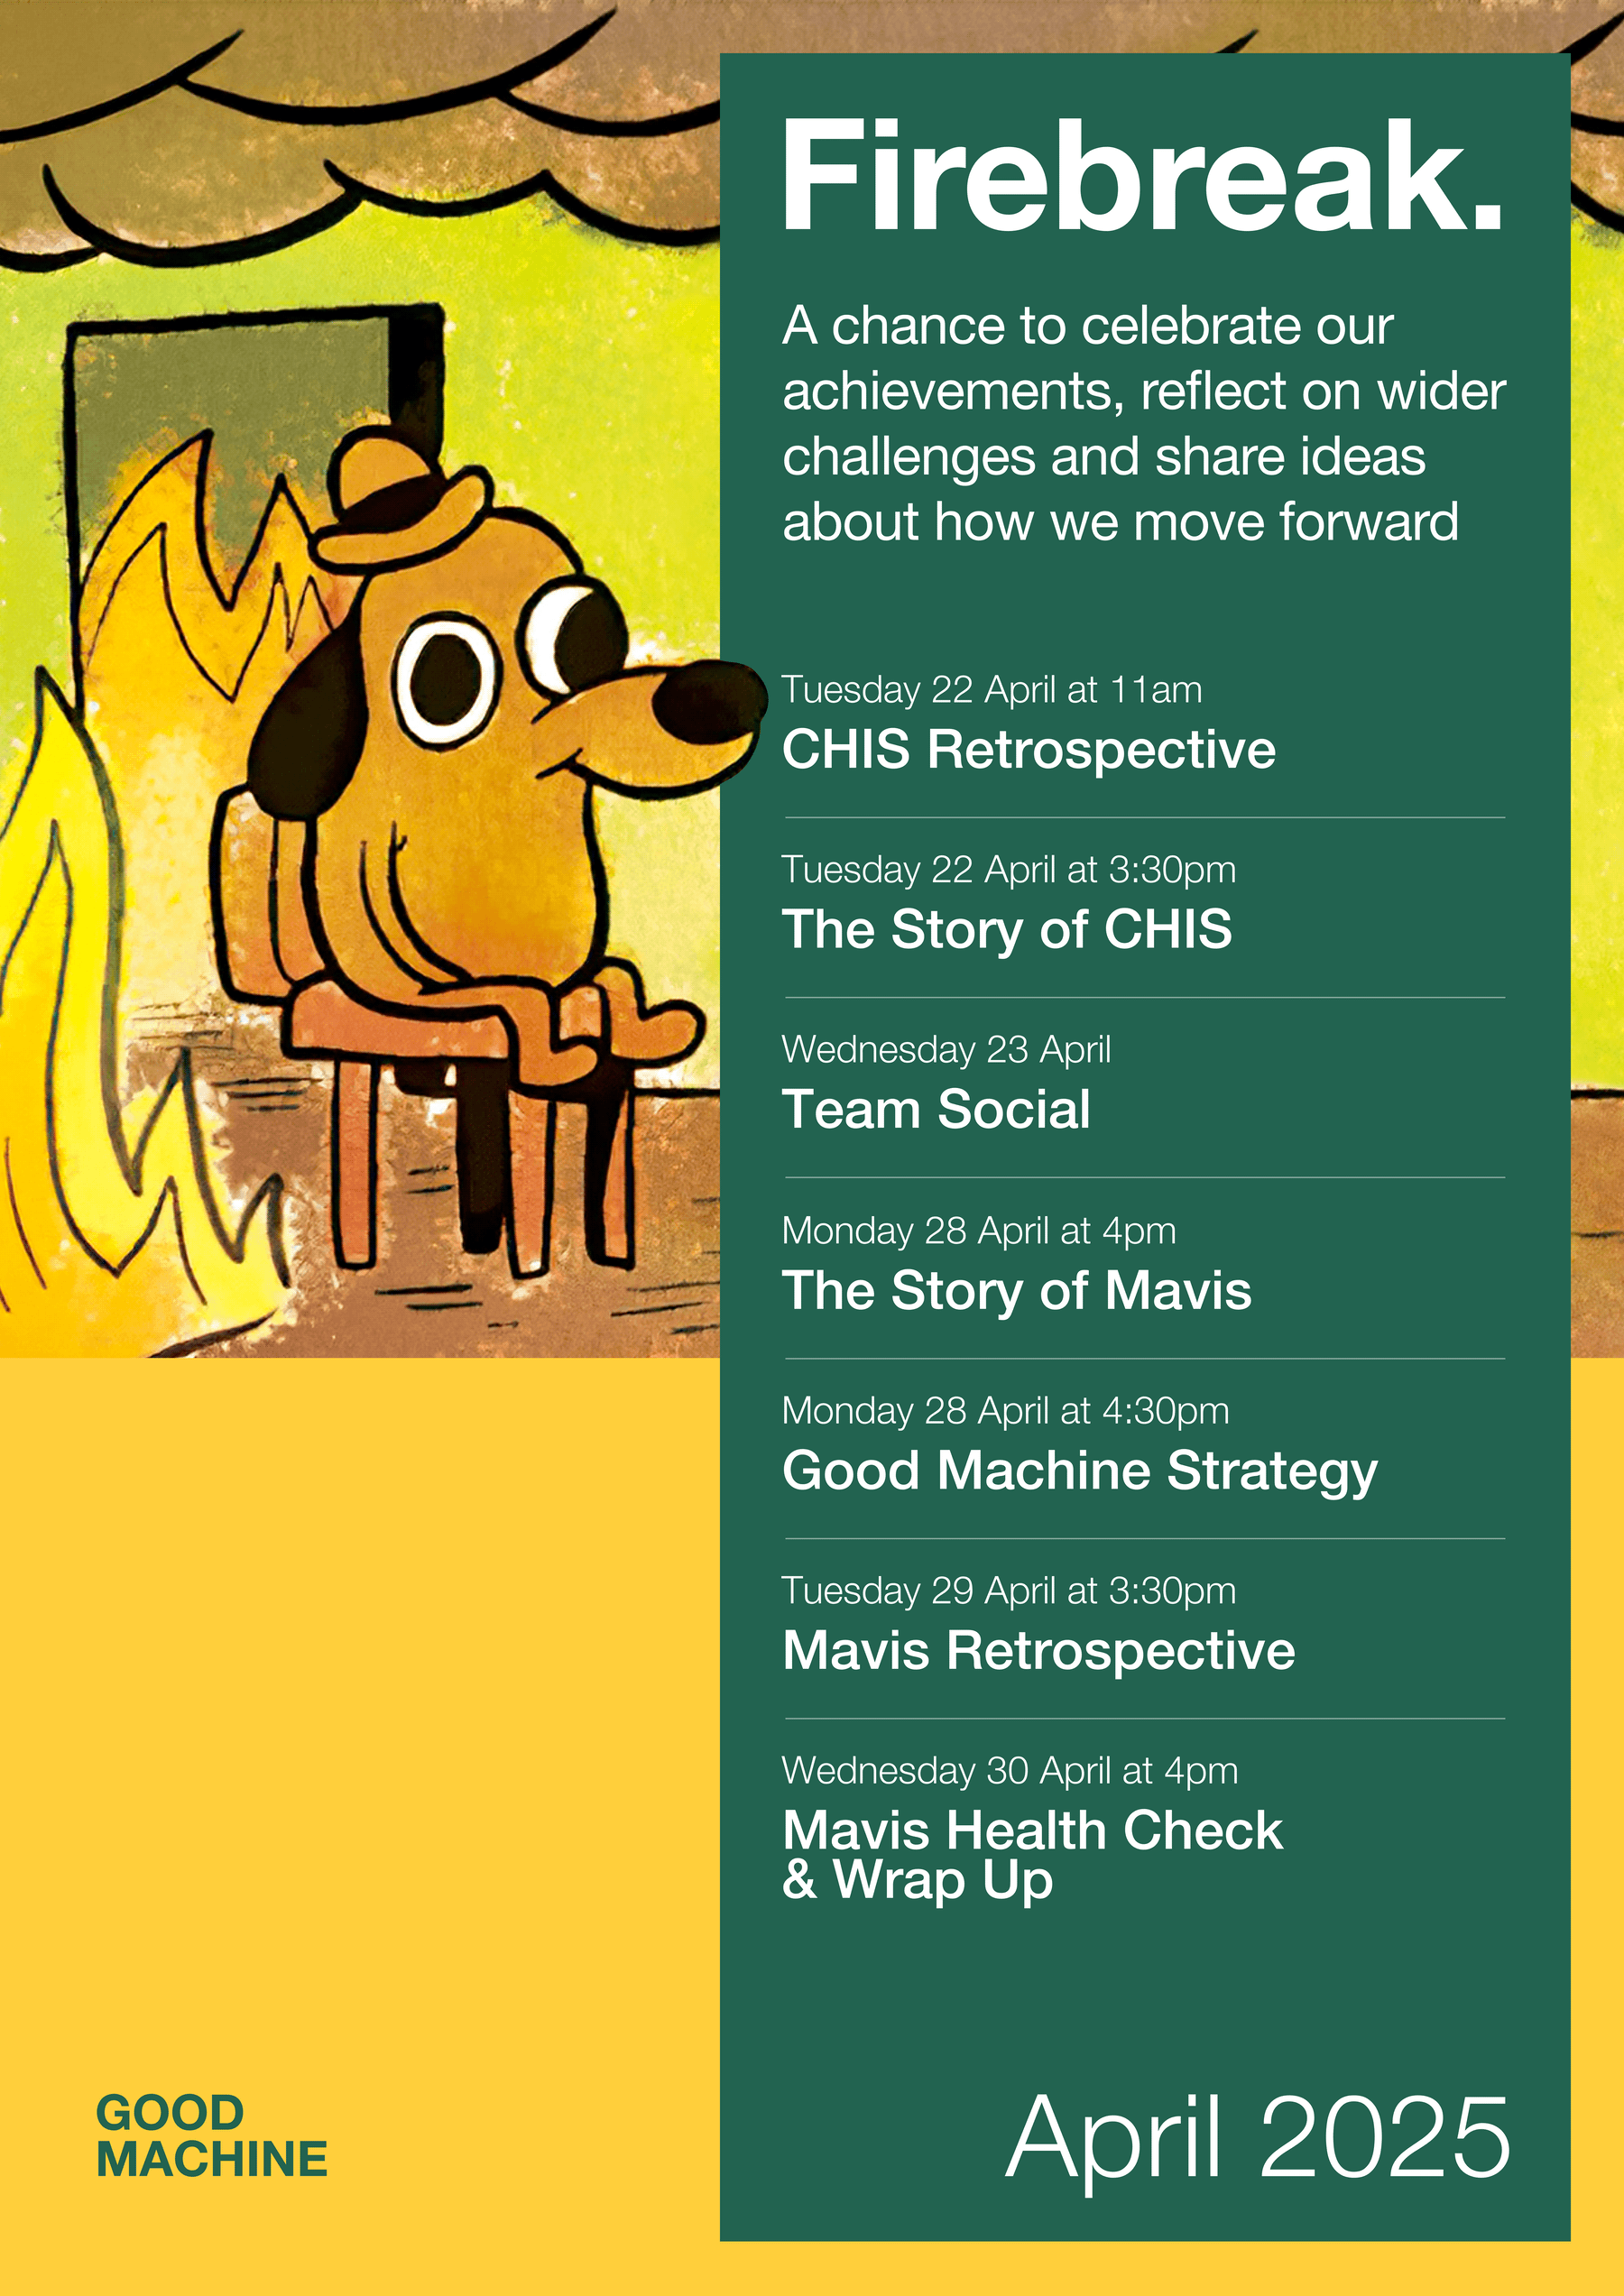 Firebreak.
A chance to celebrate our
achievements, reflect on wider
challenges and share ideas
about how we move forward
Tuesday 22 April at 11am
CHIS Retrospective
Tuesday 22 April at 3:30pm
The Story of CHIS
Wednesday 23 April
Team Social
Monday 28 April at 4pm
The Story of Mavis
Monday 28 April at 4:30pm
Good Machine Strategy
Tuesday 29 April at 3:30pm
Mavis Retrospective
Wednesday 30 April at 4pm
Mavis Health Check
& Wrap Up
GOOD
MACHINE
April 2025